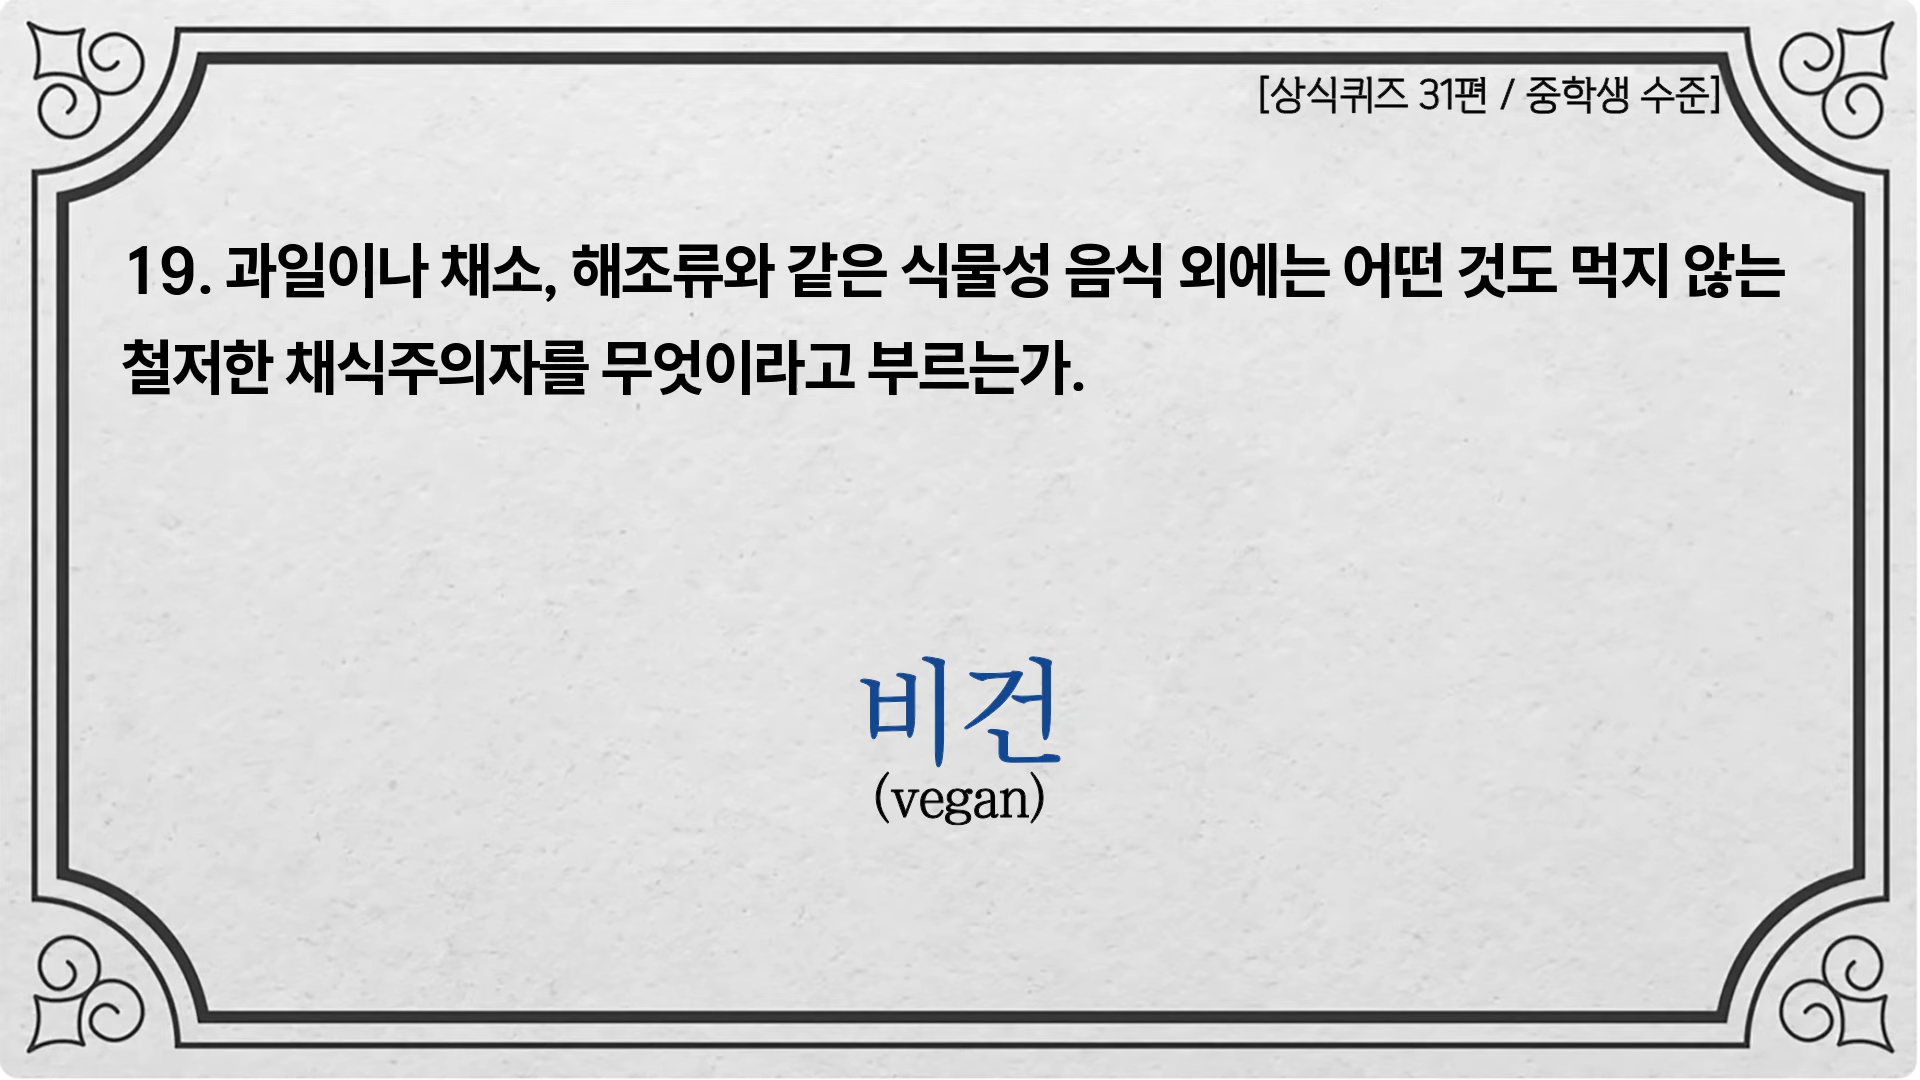 [상식퀴즈 31편 / 중학생 수준]
19. 과일이나 채소, 해조류와 같은 식물성 음식 외에는 어떤 것도 먹지 않는
철저한 채식주의자를 무엇이라고 부르는가.
비건
(vegan)